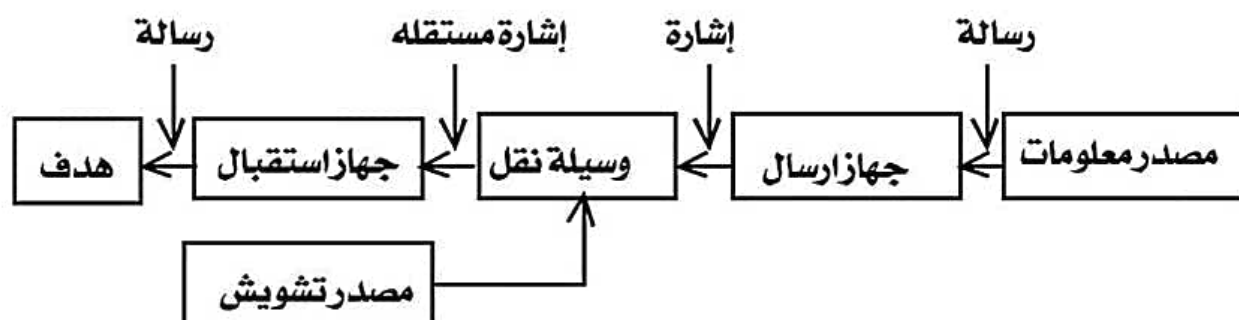 رسالة
إشارة
إشارة مستقله
رسالة
مصدر معلومات
جهاز ارسال
وسيلة نقل
جهاز استقبال
هدف
مصدر تشويش